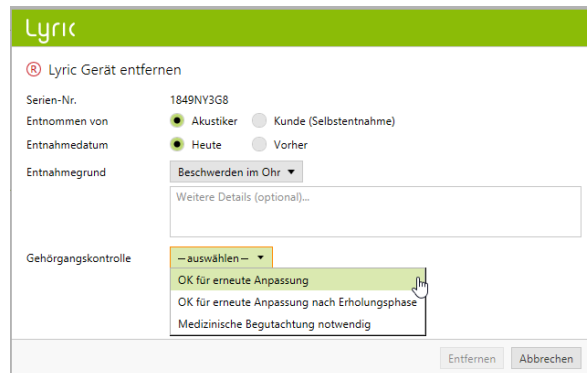 Lyric
R Lyric Gerät entfernen
Serien-Nr. 1849NY3G8
Entnommen von Akustiker Kunde (Selbstentnahme)
Entnahmedatum Heute Vorher
Entnahmegrund Beschwerden im Ohr
Weitere Details (optional)...
Gehörgangskontrolle -- auswählen --
OK für erneute Anpassung
OK für erneute Anpassung nach Erholungsphase
Medizinische Begutachtung notwendig
Entfernen Abbrechen